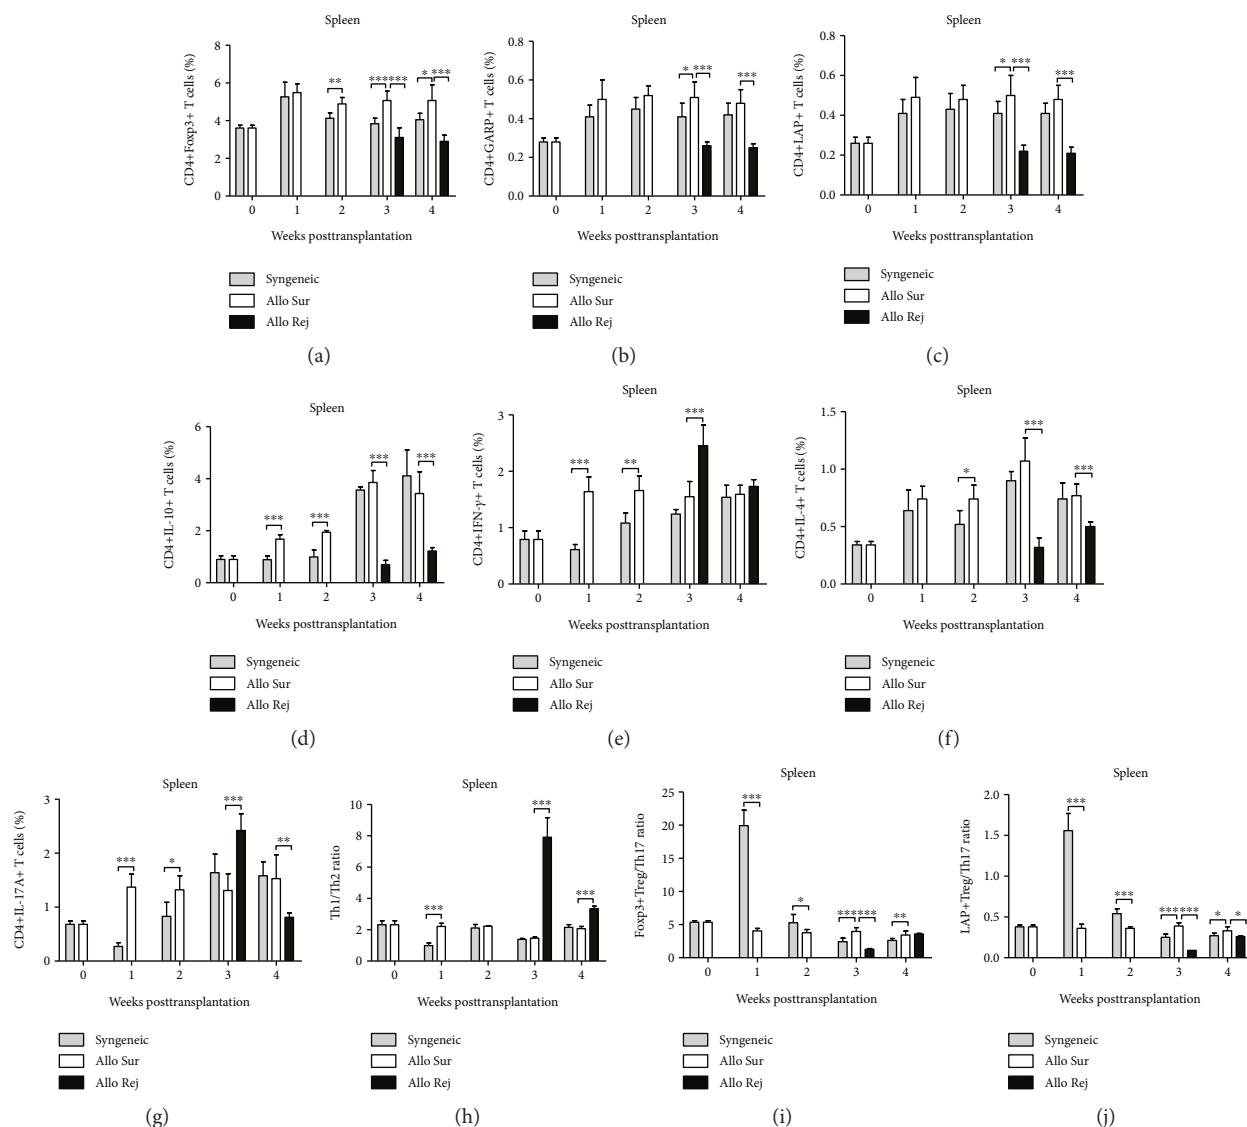 Spleen
CD4+Foxp3+ T cells (%)
8
6
4
2
0
** *** *** * ***
0 1 2 3 4
Weeks posttransplantation
Syngeneic
Allo Sur
Allo Rej
(a)
Spleen
CD4+GARP+ T cells (%)
0.8
0.6
0.4
0.2
0.0
* *** ***
0 1 2 3 4
Weeks posttransplantation
Syngeneic
Allo Sur
Allo Rej
(b)
Spleen
CD4+LAP+ T cells (%)
0.8
0.6
0.4
0.2
0.0
* *** ***
0 1 2 3 4
Weeks posttransplantation
Syngeneic
Allo Sur
Allo Rej
(c)
Spleen
CD4+IL-10+ T cells (%)
6
4
2
0
*** *** *** ***
0 1 2 3 4
Weeks posttransplantation
Syngeneic
Allo Sur
Allo Rej
(d)
Spleen
CD4+IFN-γ+ T cells (%)
3
2
1
0
*** ** ***
0 1 2 3 4
Weeks posttransplantation
Syngeneic
Allo Sur
Allo Rej
(e)
Spleen
CD4+IL-4+ T cells (%)
1.5
1.0
0.5
0.0
* *** ***
0 1 2 3 4
Weeks posttransplantation
Syngeneic
Allo Sur
Allo Rej
(f)
Spleen
CD4+IL-17A+ T cells (%)
3
2
1
0
*** * *** **
0 1 2 3 4
Weeks posttransplantation
Syngeneic
Allo Sur
Allo Rej
(g)
Spleen
Th1/Th2 ratio
10
8
6
4
2
0
*** *** ***
0 1 2 3 4
Weeks posttransplantation
Syngeneic
Allo Sur
Allo Rej
(h)
Spleen
Foxp3+Treg/Th17 ratio
25
20
15
10
5
0
*** * *** *** **
0 1 2 3 4
Weeks posttransplantation
Syngeneic
Allo Sur
Allo Rej
(i)
Spleen
LAP+Treg/Th17 ratio
2.0
1.5
1.0
0.5
0.0
*** *** *** *** * *
0 1 2 3 4
Weeks posttransplantation
Syngeneic
Allo Sur
Allo Rej
(j)